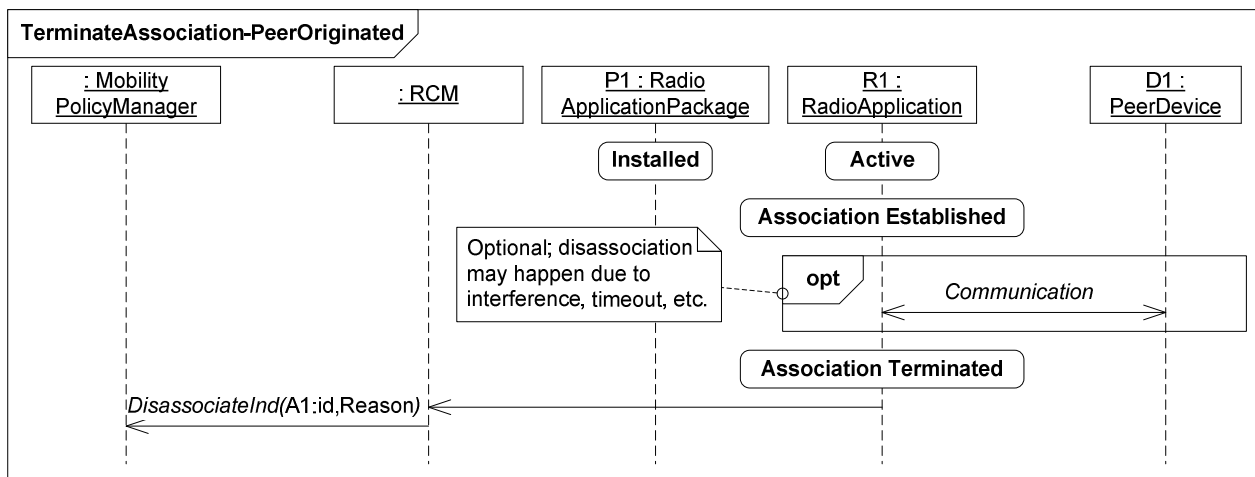 TerminateAssociation-PeerOriginated
: Mobility
PolicyManager
: RCM
P1 : Radio
ApplicationPackage
R1 :
RadioApplication
D1 :
PeerDevice
Installed
Active
Association Established
Optional; disassociation
may happen due to
interference, timeout, etc.
opt
Communication
Association Terminated
DisassociateInd(A1:id,Reason)